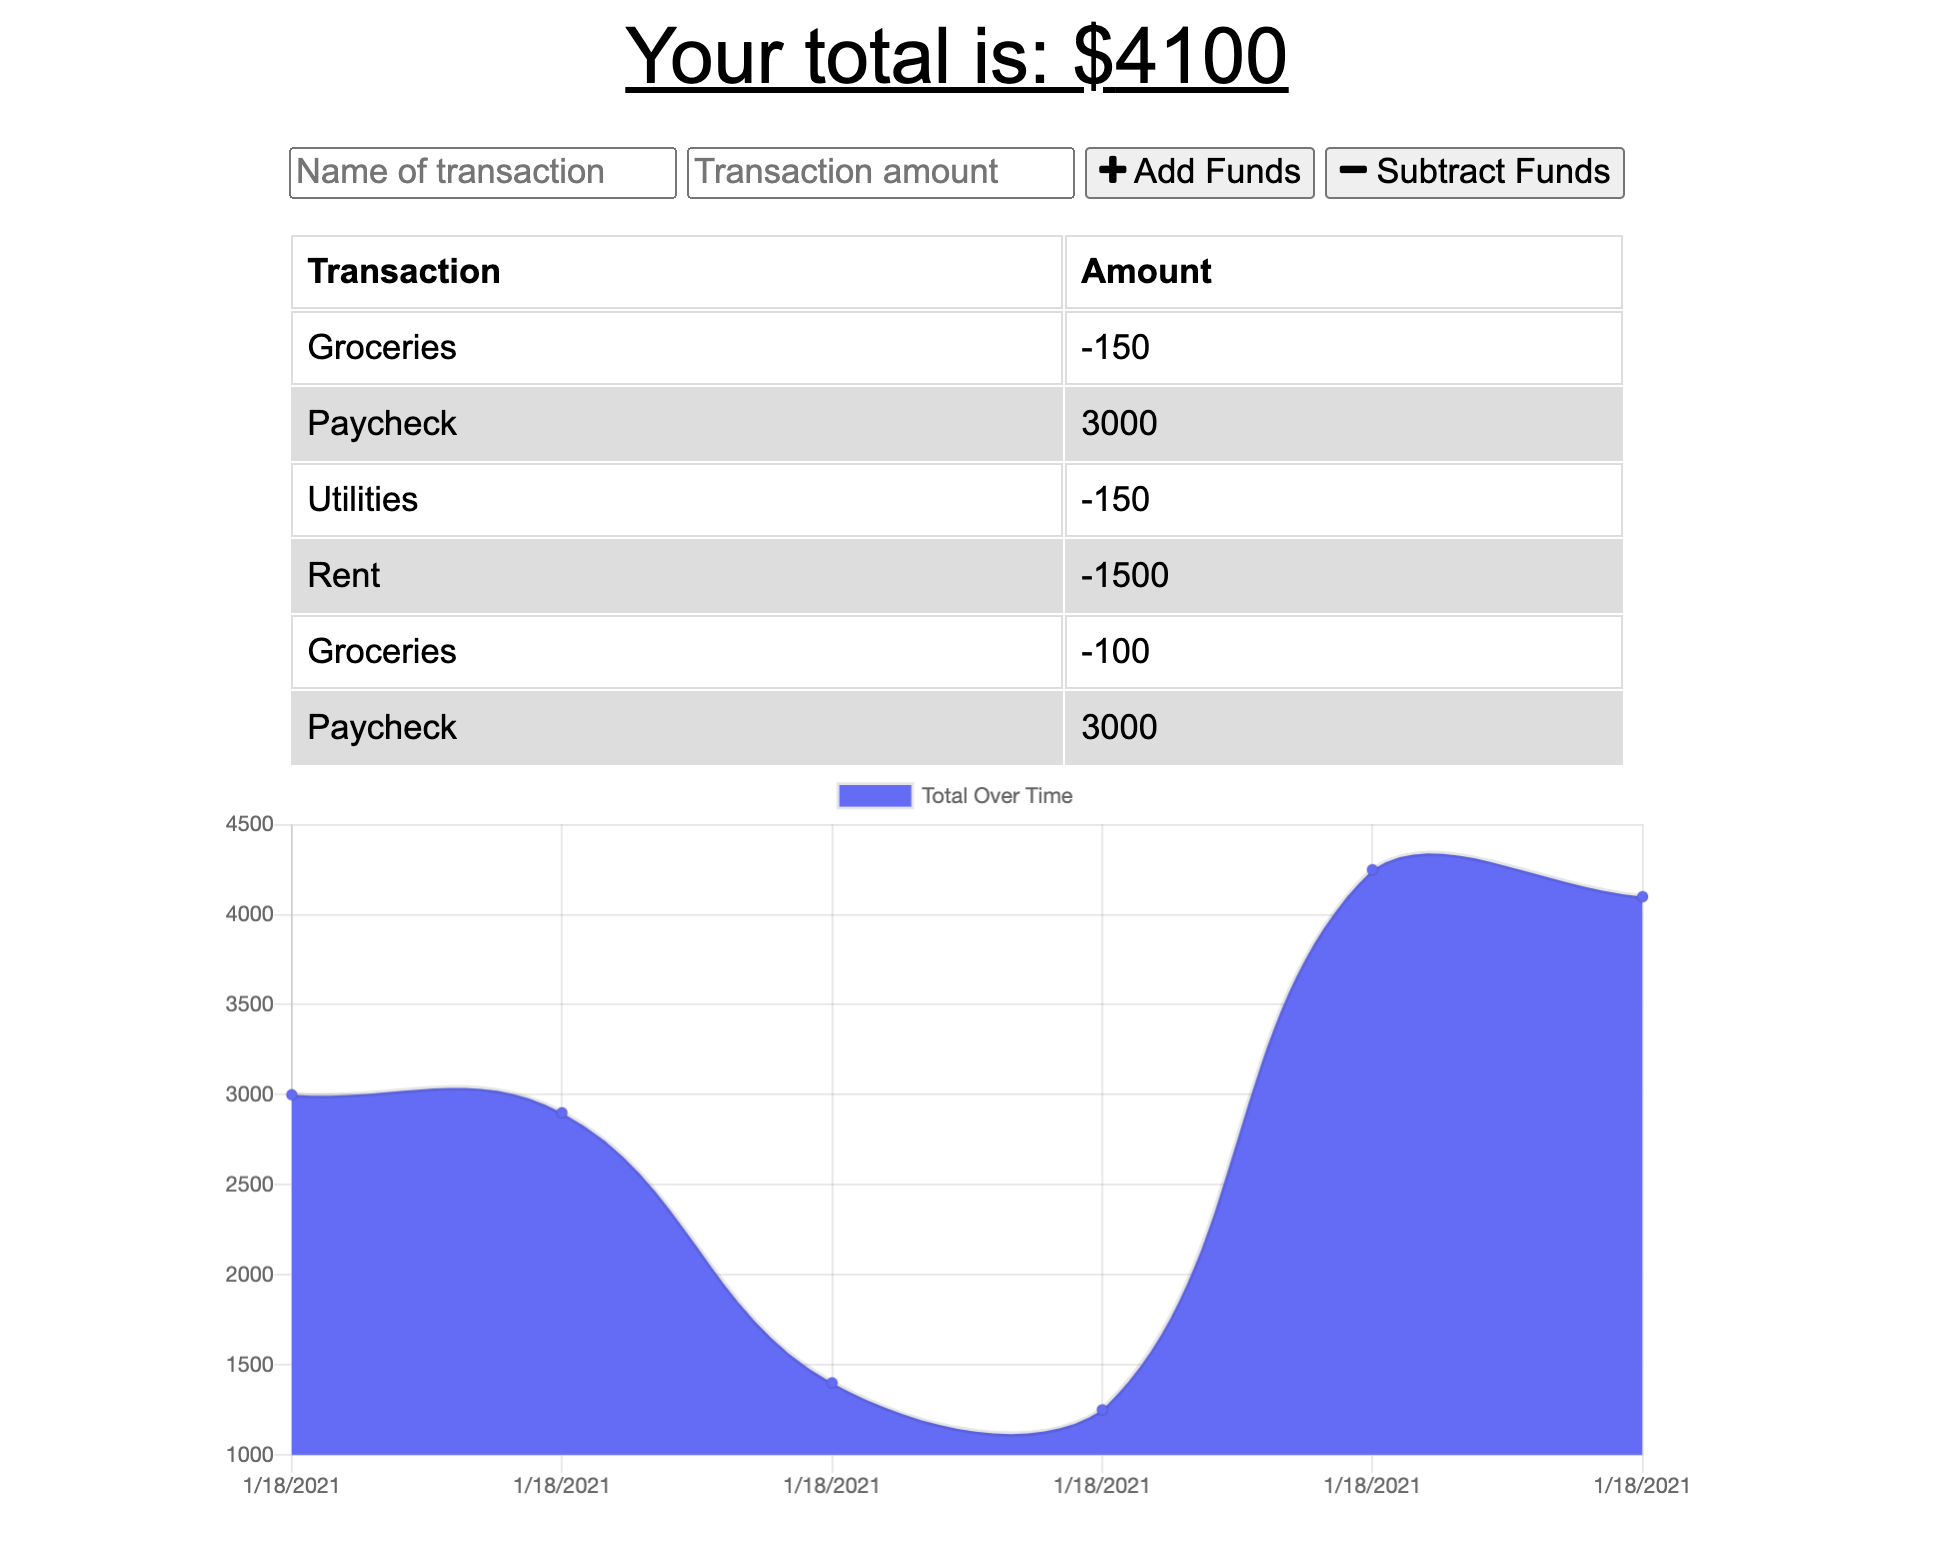 Your total is: $4100
Name of transaction Transaction amount Add Funds Subtract Funds
Transaction Amount
Groceries -150
Paycheck 3000
Utilities -150
Rent -1500
Groceries -100
Paycheck 3000
Total Over Time
4500
4000
3500
3000
2500
2000
1500
1000
1/18/2021 1/18/2021 1/18/2021 1/18/2021 1/18/2021 1/18/2021